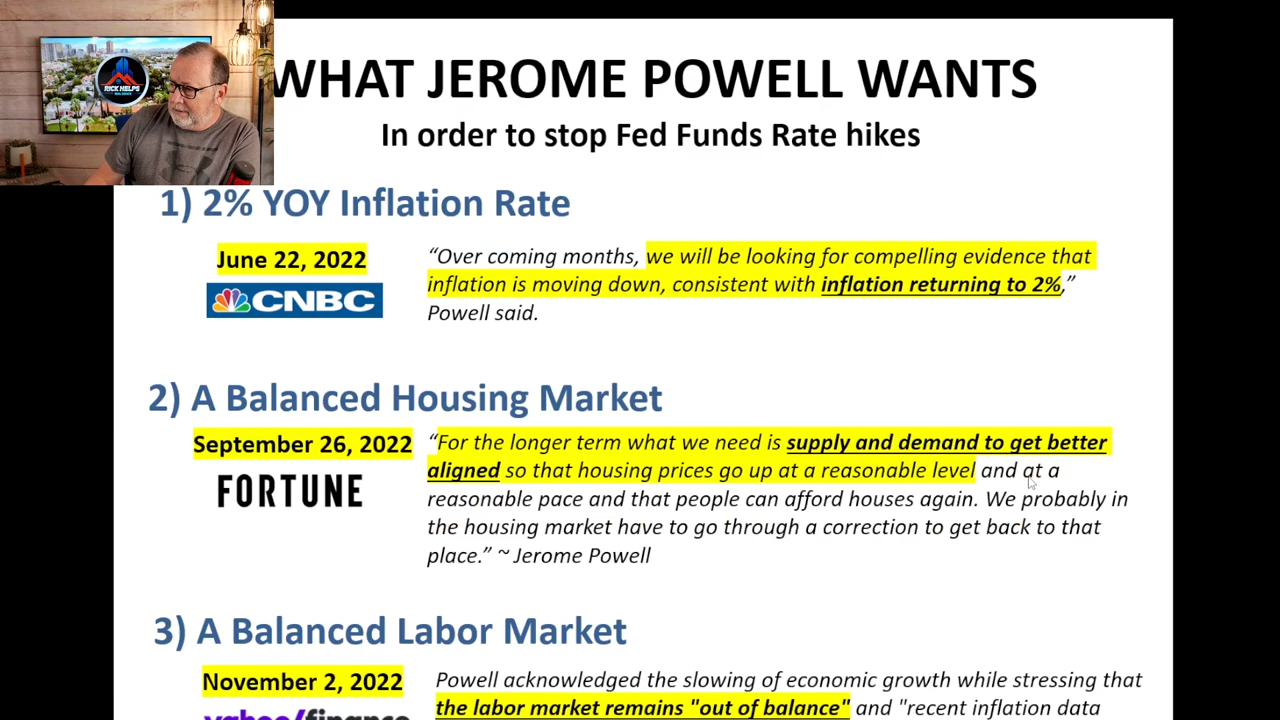 RICK HELPS
REAL ESTATE
WHAT JEROME POWELL WANTS
In order to stop Fed Funds Rate hikes
1) 2% YOY Inflation Rate
June 22, 2022
CNBC
“Over coming months, we will be looking for compelling evidence that
inflation is moving down, consistent with inflation returning to 2%,”
Powell said.
2) A Balanced Housing Market
September 26, 2022
FORTUNE
“For the longer term what we need is supply and demand to get better
aligned so that housing prices go up at a reasonable level and at a
reasonable pace and that people can afford houses again. We probably in
the housing market have to go through a correction to get back to that
place.” ~ Jerome Powell
3) A Balanced Labor Market
November 2, 2022
yahoo/finance
Powell acknowledged the slowing of economic growth while stressing that
the labor market remains "out of balance" and "recent inflation data